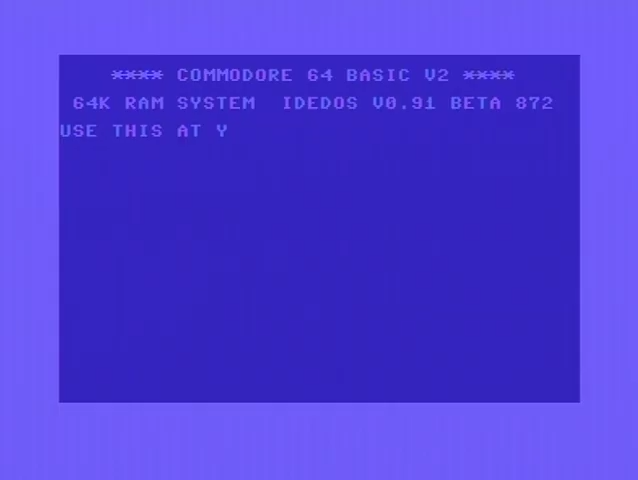 **** COMMODORE 64 BASIC V2 ****
64K RAM SYSTEM  IDEDOS V0.91 BETA 872
USE THIS AT Y